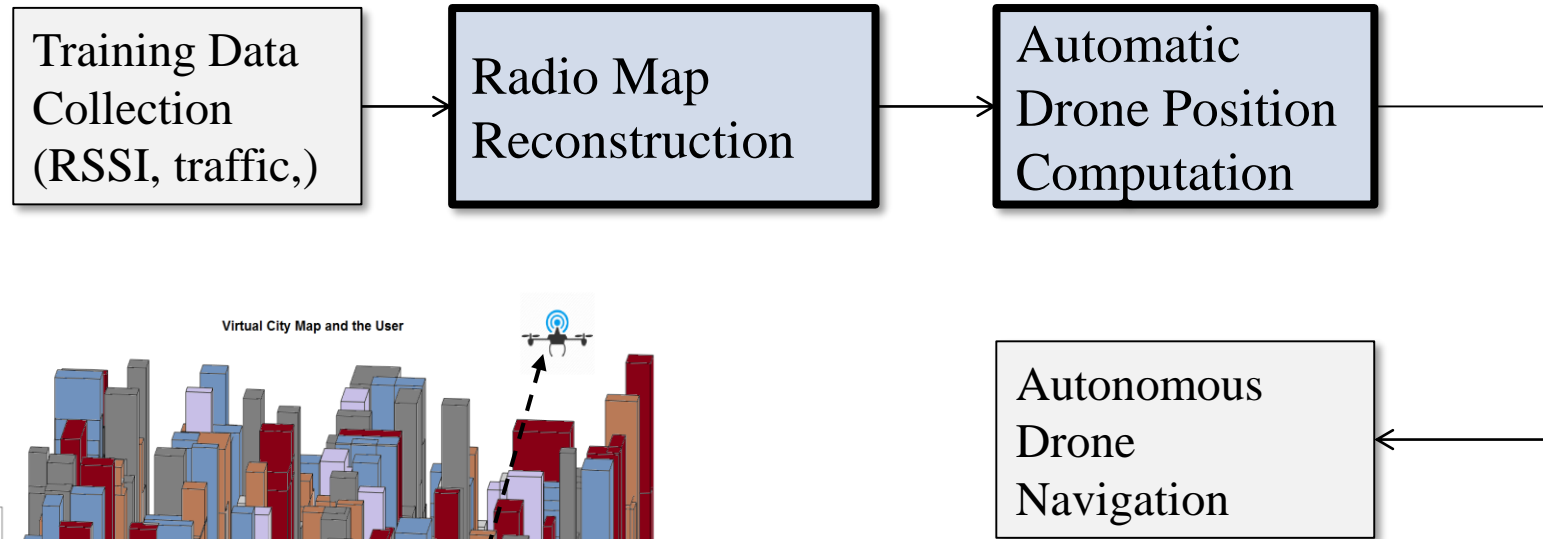 Training Data
Collection
(RSSI, traffic,)
Radio Map
Reconstruction
Automatic
Drone Position
Computation
Virtual City Map and the User
Autonomous
Drone
Navigation